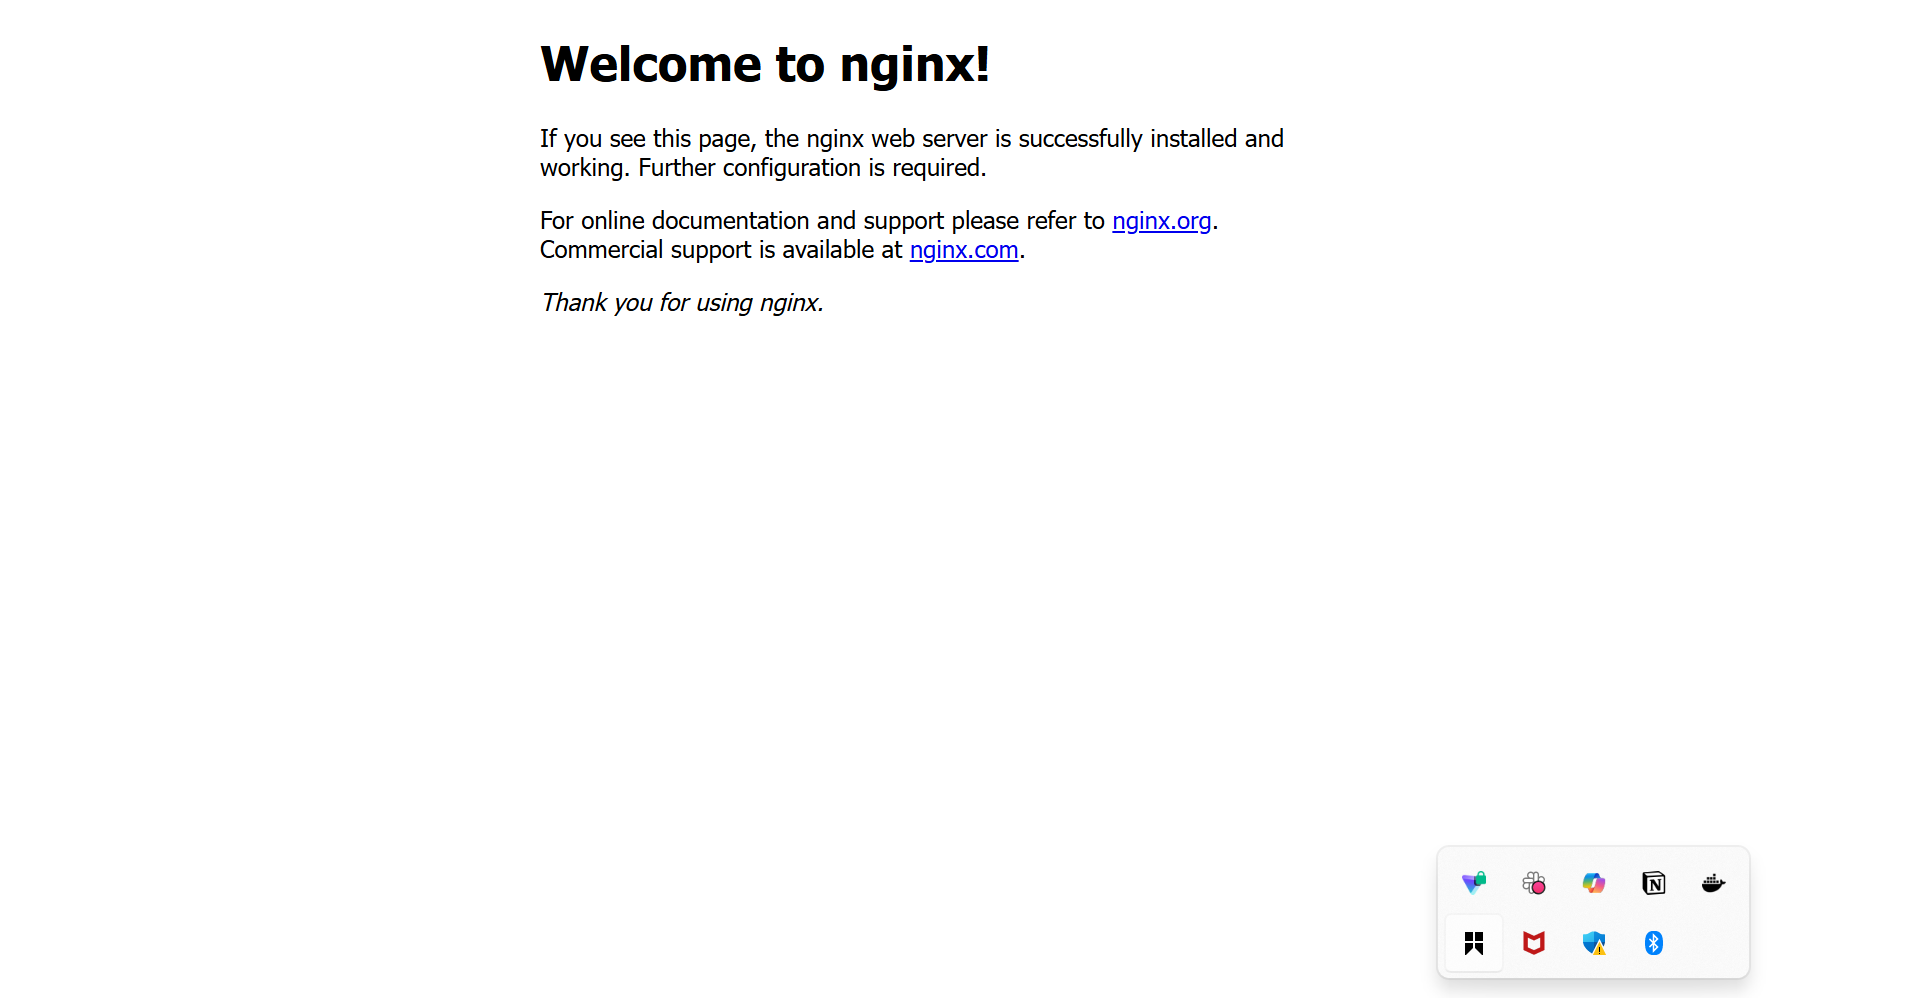 Welcome to nginx!
If you see this page, the nginx web server is successfully installed and
working. Further configuration is required.
For online documentation and support please refer to nginx.org.
Commercial support is available at nginx.com.
Thank you for using nginx.
N